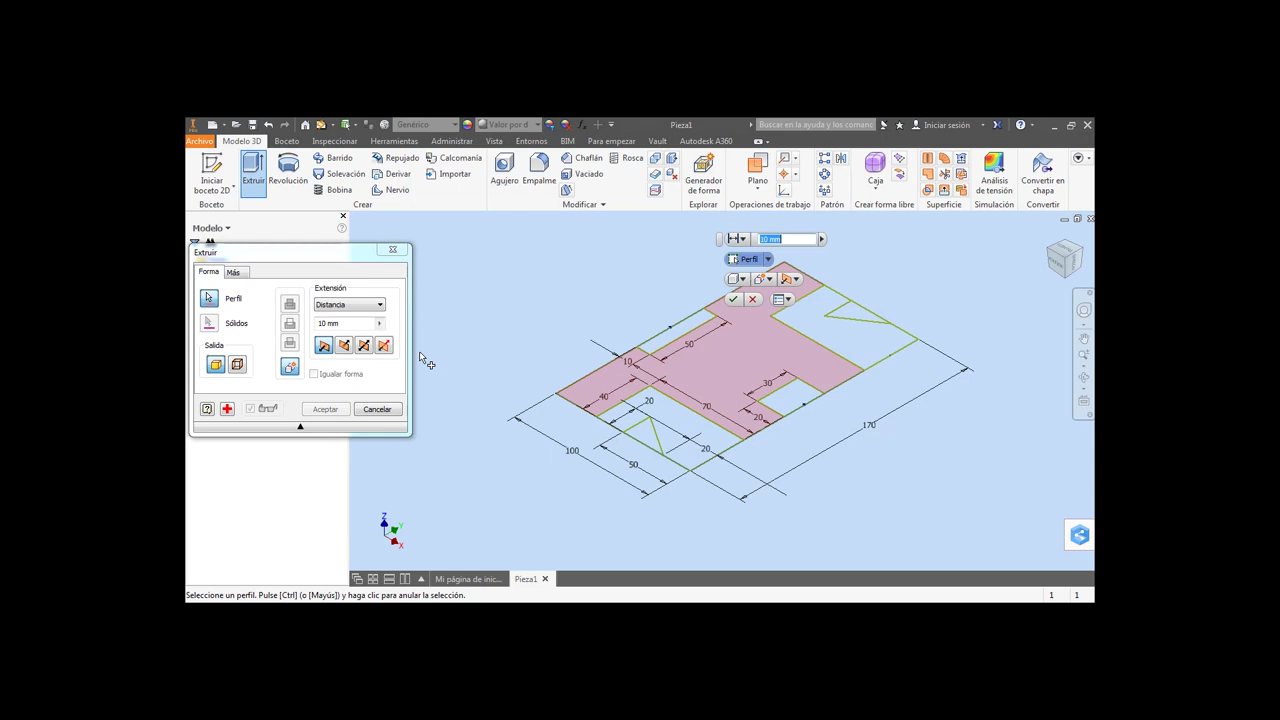 Genérico Valor por d Pieza1 Buscar en la ayuda y los comanc Iniciar sesión
PRO
Archivo Modelo 3D Boceto Inspeccionar Herramientas Administrar Vista Entornos BIM Para empezar Vault Autodesk A360
Barrido Repujado Calcomanía Chaflán Rosca
Iniciar boceto 2D Extruir Revolución Solevación Derivar Importar Agujero Empalme Vaciado Generador de forma Plano Caja Análisis de tensión Convertir en chapa
Bobina Nervio
Boceto Crear Modificar Explorar Operaciones de trabajo Patrón Crear forma libre Superficie Simulación Convertir
Modelo
Extruir
Forma Más
Perfil
Sólidos
Salida
Extensión
Distancia
10 mm
Igualar forma
Aceptar Cancelar
10 mm
Perfil
50
10
30
40
20
70
20
170
20
100
50
Z
Y
X
Mi página de inic... Pieza1
Seleccione un perfil. Pulse [Ctrl] (o [Mayús]) y haga clic para anular la selección. 1 1